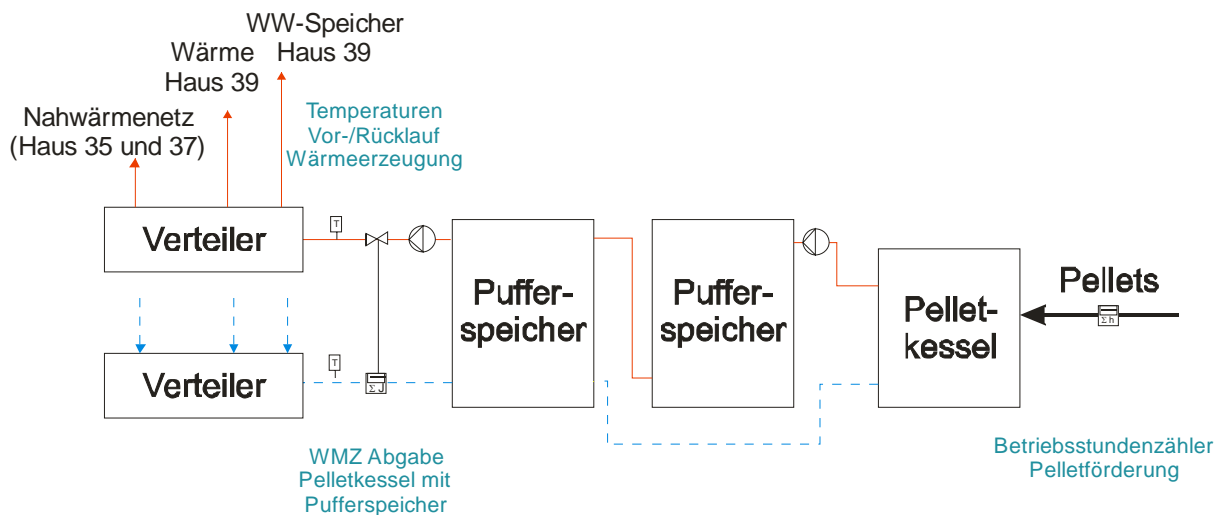 WW-Speicher
Haus 39
Wärme
Haus 39
Nahwärmenetz
(Haus 35 und 37)
Temperaturen
Vor-/Rücklauf
Wärmeerzeugung
Verteiler
T
Puffer-
speicher
Puffer-
speicher
Pellet-
kessel
Pellets
Σh
Verteiler
T
ΣJ
WMZ Abgabe
Pelletkessel mit
Pufferspeicher
Betriebsstundenzähler
Pelletförderung